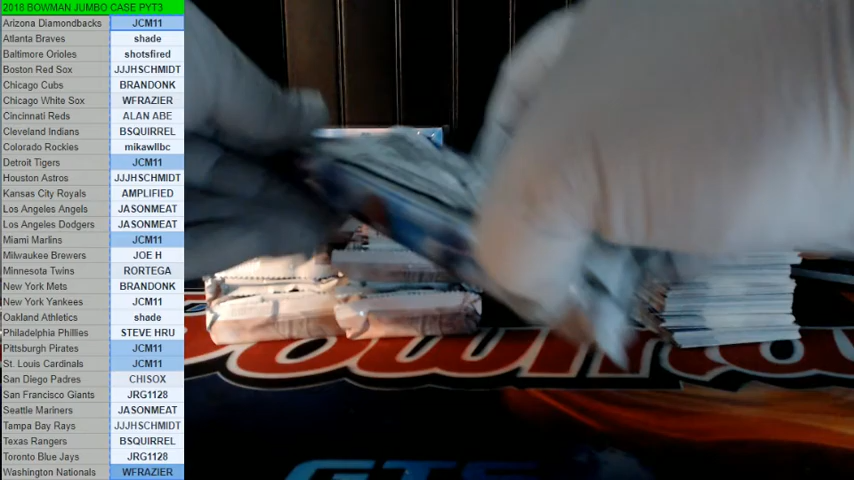 2018 BOWMAN JUMBO CASE PYT3
Arizona Diamondbacks JCM11
Atlanta Braves shade
Baltimore Orioles shotsfired
Boston Red Sox JJJHSCHMIDT
Chicago Cubs BRANDONK
Chicago White Sox WFRAZIER
Cincinnati Reds ALAN ABE
Cleveland Indians BSQUIRREL
Colorado Rockies mikawllbc
Detroit Tigers JCM11
Houston Astros JJJHSCHMIDT
Kansas City Royals AMPLIFIED
Los Angeles Angels JASONMEAT
Los Angeles Dodgers JASONMEAT
Miami Marlins JCM11
Milwaukee Brewers JOE H
Minnesota Twins RORTEGA
New York Mets BRANDONK
New York Yankees JCM11
Oakland Athletics shade
Philadelphia Phillies STEVE HRU
Pittsburgh Pirates JCM11
St. Louis Cardinals JCM11
San Diego Padres CHISOX
San Francisco Giants JRG1128
Seattle Mariners JASONMEAT
Tampa Bay Rays JJJHSCHMIDT
Texas Rangers BSQUIRREL
Toronto Blue Jays JRG1128
Washington Nationals WFRAZIER